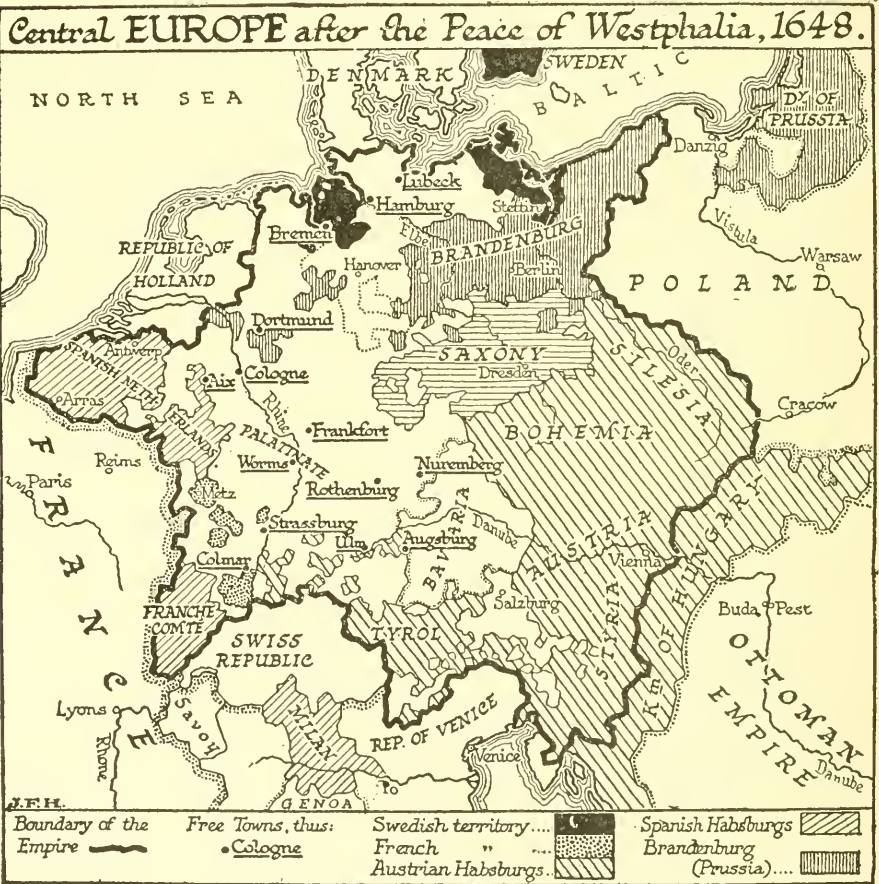 Central EUROPE after the Peace of Westphalia, 1648.
NORTH SEA
DENMARK
SWEDEN
BALTIC
Dy. OF
PRUSSIA
Danzig
Lübeck
Hamburg
Stettin
Bremen
Elbe
BRANDENBURG
Berlin
Hanover
Vistula
Warsaw
POLAND
REPUBLIC OF
HOLLAND
Dortmund
SAXONY
Dresden
SILESIA
Oder
Cracow
Antwerp
SPANISH NETH-
ERLANDS
Arras
Aix
Cologne
Rhine
PALATINATE
Frankfort
BOHEMIA
Reims
Worms
Nuremberg
Paris
Metz
Rothenburg
FRANCE
Strassburg
Ulm
Augsburg
BAVARIA
Danube
AUSTRIA
Vienna
Km OF HUNGARY
Colmar
FRANCHE
COMTÉ
SWISS
REPUBLIC
TYROL
Salzburg
STYRIA
Buda
Pest
OTTOMAN
EMPIRE
Danube
Lyons
Rhone
Savoy
MILAN
REP. OF VENICE
Venice
Po
GENOA
J.F.H.
Boundary of the
Empire
Free Towns, thus:
Cologne
Swedish territory....
French " ....
Austrian Habsburgs..
Spanish Habsburgs
Brandenburg
(Prussia)....